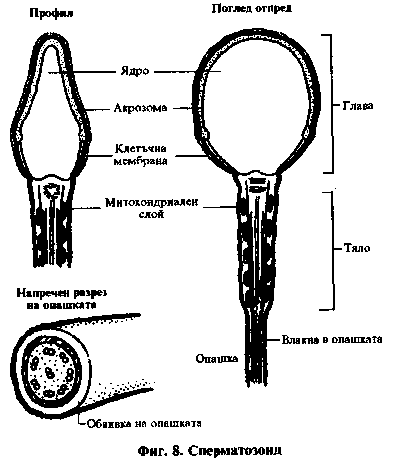 Профил
Поглед отпред
Ядро
Акрозома
Глава
Клетъчна
мембрана
Митохондриален
слой
Тяло
Напречен разрез
на опашката
Влакна в опашката
Опашка
Обвивка на опашката
Фиг. 8. Сперматозоид